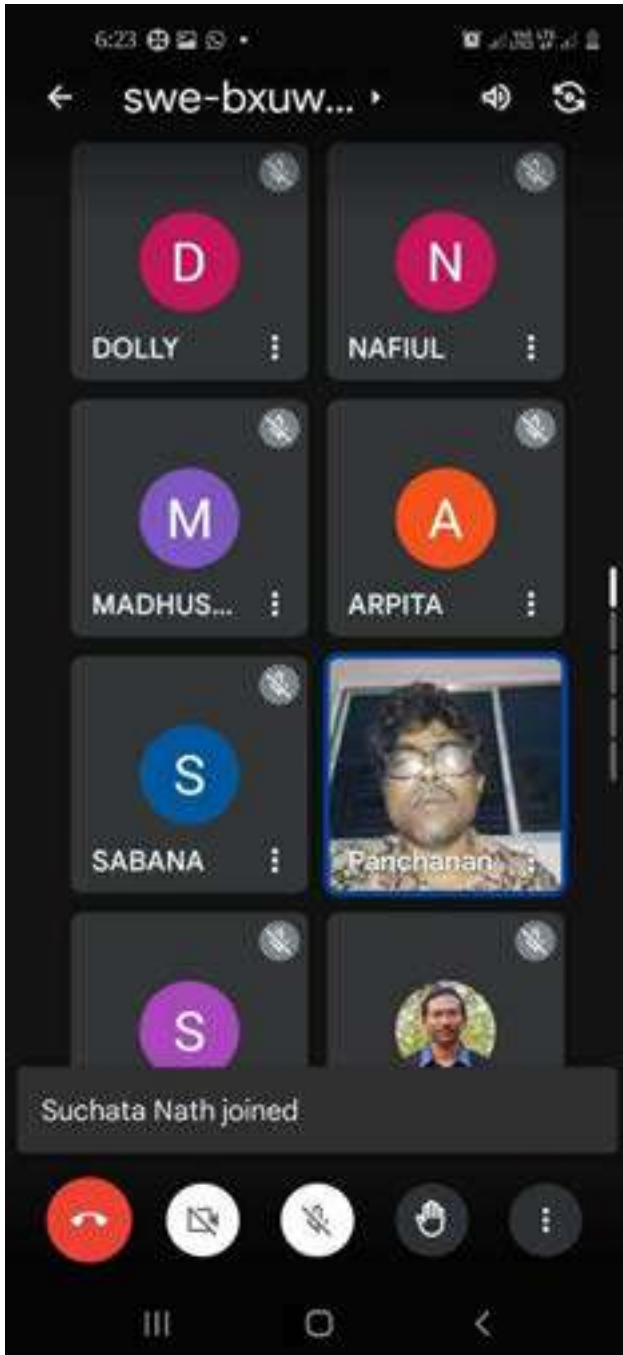 6:23
swe-bxuw...
D
N
DOLLY
NAFIUL
M
A
MADHUS...
ARPITA
S
SABANA
Panchanan
S
Suchata Nath joined